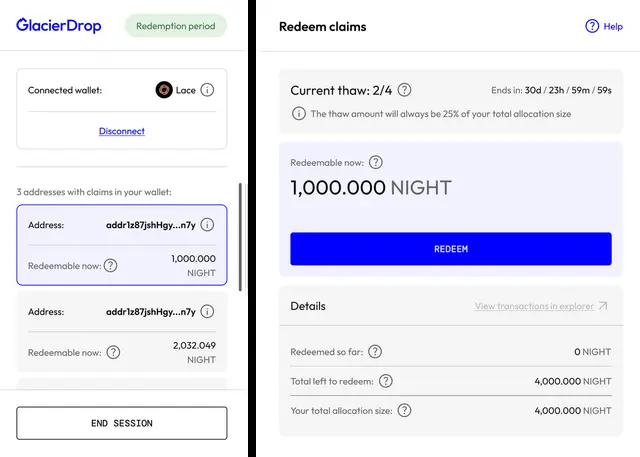 GlacierDrop
Redemption period
Connected wallet:
Lace
Disconnect
3 addresses with claims in your wallet:
Address: addr1z87jshHgy...n7y
Redeemable now: 1,000.000
NIGHT
Address: addr1z87jshHgy...n7y
Redeemable now: 2,032.049
NIGHT
END SESSION
Redeem claims
Help
Current thaw: 2/4
Ends in: 30d / 23h / 59m / 59s
The thaw amount will always be 25% of your total allocation size
Redeemable now:
1,000.000 NIGHT
REDEEM
Details
View transactions in explorer
Redeemed so far: 0 NIGHT
Total left to redeem: 4,000.000 NIGHT
Your total allocation size: 4,000.000 NIGHT